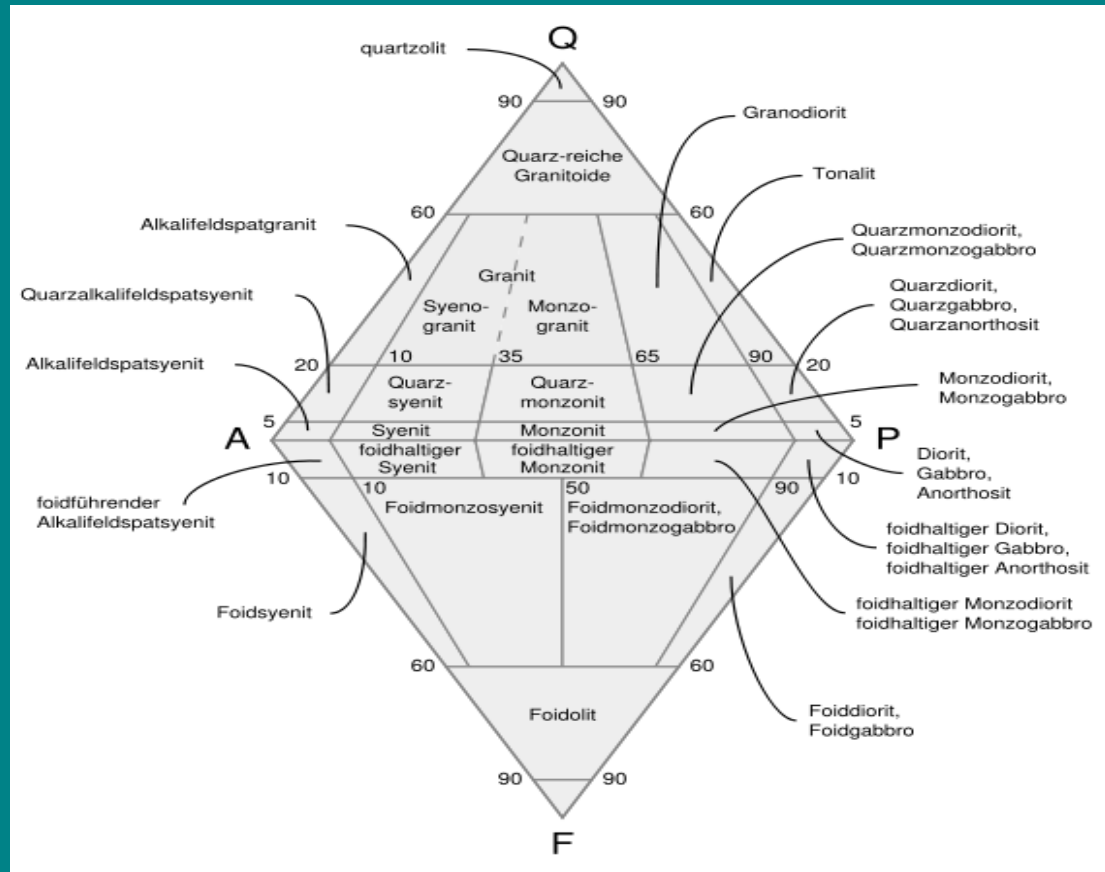 Q
quartzolit
90 90
Granodiorit
Quarz-reiche
Granitoide
Tonalit
60 60
Alkalifeldspatgranit
Quarzmonzodiorit,
Quarzmonzogabbro
Granit
Quarzalkalifeldspatsyenit
Quarzdiorit,
Quarzgabbro,
Quarzanorthosit
Syeno-
granit
Monzo-
granit
Alkalifeldspatsyenit
20 10 35 65 90 20
Quarz-
syenit
Quarz-
monzonit
Monzodiorit,
Monzogabbro
5 5
Syenit Monzonit
A P
foidhaltiger
Syenit
foidhaltiger
Monzonit
Diorit,
Gabbro,
Anorthosit
10 10 50 90 10
foidführender
Alkalifeldspatsyenit
Foidmonzosyenit
Foidmonzodiorit,
Foidmonzogabbro
foidhaltiger Diorit,
foidhaltiger Gabbro,
foidhaltiger Anorthosit
Foidsyenit
foidhaltiger Monzodiorit
foidhaltiger Monzogabbro
60 60
Foidolit
Foiddiorit,
Foidgabbro
90 90
F